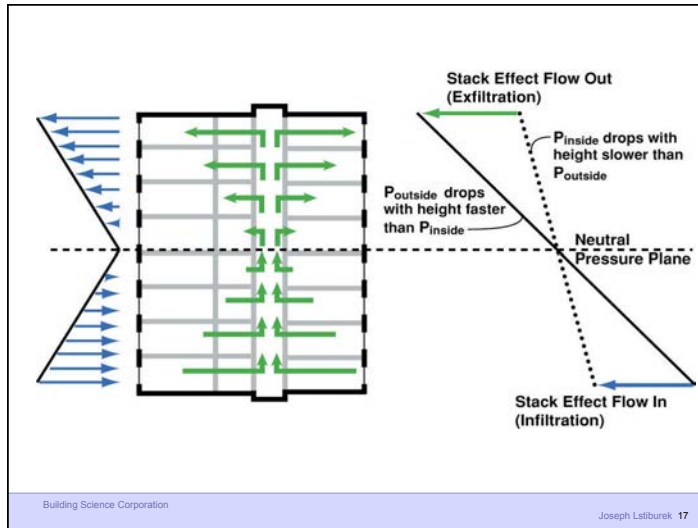 Stack Effect Flow Out
(Exfiltration)
Pinside drops with
height slower than
Poutside
Poutside drops
with height faster
than Pinside
Neutral
Pressure Plane
Stack Effect Flow In
(Infiltration)
Building Science Corporation
Joseph Lstiburek 17